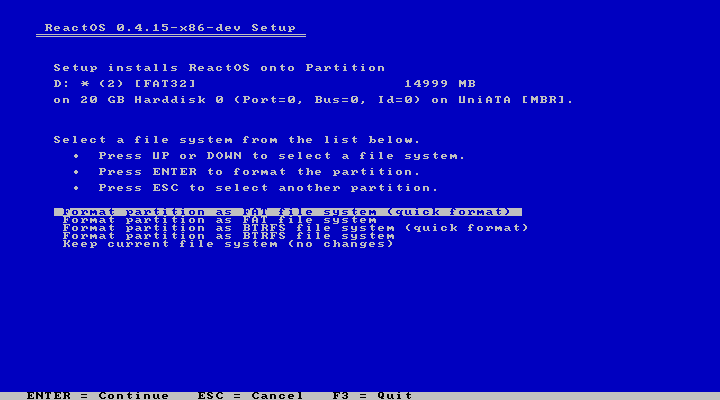 ReactOS 0.4.15-x86-dev Setup
Setup installs ReactOS onto Partition
D: * (2) [FAT32] 14999 MB
on 20 GB Harddisk 0 (Port=0, Bus=0, Id=0) on UniATA [MBR].
Select a file system from the list below.
• Press UP or DOWN to select a file system.
• Press ENTER to format the partition.
• Press ESC to select another partition.
Format partition as FAT file system (quick format)
Format partition as FAT file system
Format partition as BTRFS file system (quick format)
Format partition as BTRFS file system
Keep current file system (no changes)
ENTER = Continue ESC = Cancel F3 = Quit